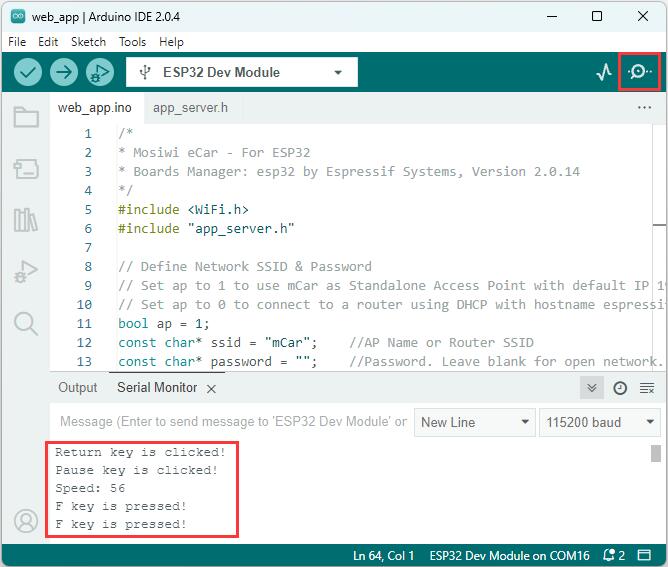 web_app | Arduino IDE 2.0.4
File Edit Sketch Tools Help
ESP32 Dev Module
web_app.ino app_server.h ...
1 /*
2 * Mosiwi eCar - For ESP32
3 * Boards Manager: esp32 by Espressif Systems, Version 2.0.14
4 */
5 #include <WiFi.h>
6 #include "app_server.h"
7
8 // Define Network SSID & Password
9 // Set ap to 1 to use mCar as Standalone Access Point with default IP 19
10 // Set ap to 0 to connect to a router using DHCP with hostname espressi
11 bool ap = 1;
12 const char* ssid = "mCar"; //AP Name or Router SSID
13 const char* password = ""; //Password. Leave blank for open network.
Output Serial Monitor
Message (Enter to send message to 'ESP32 Dev Module' on New Line 115200 baud
Return key is clicked!
Pause key is clicked!
Speed: 56
F key is pressed!
F key is pressed!
Ln 64, Col 1 ESP32 Dev Module on COM16 2